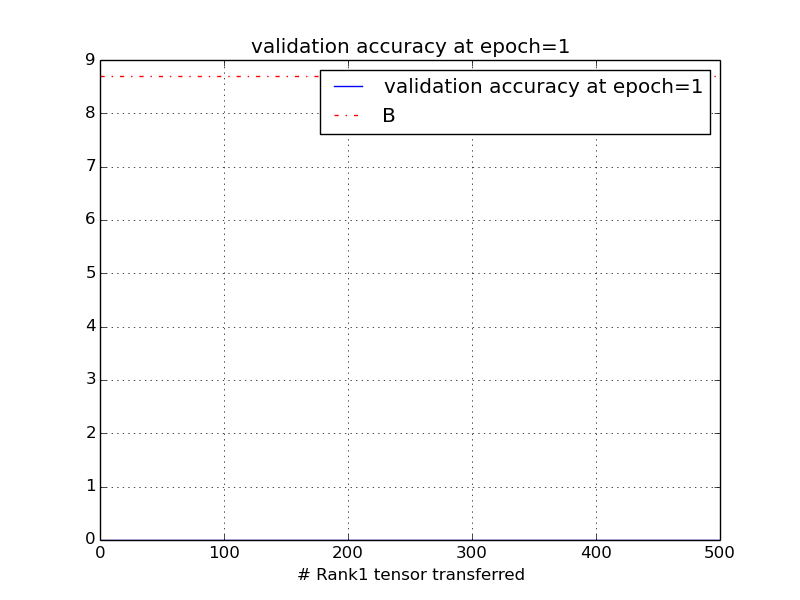 validation accuracy at epoch=1
9
validation accuracy at epoch=1
B
8
7
6
5
4
3
2
1
0
0 100 200 300 400 500
# Rank1 tensor transferred